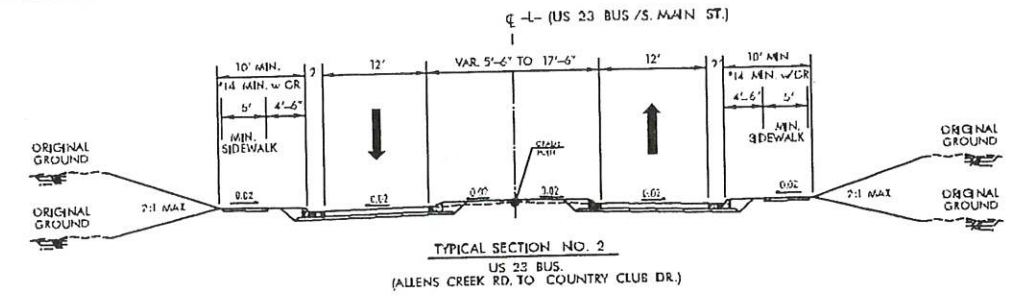 ℄ -L- (US 23 BUS /S. MAIN ST.)
10' MIN. 2' 12' VAR. 5'-6" TO 17'-6" 12' 2' 10' MIN
*14 MIN. w GR *14 MIN. w/GR
5' 4'-6" 4'-6" 5'
MIN. SIDEWALK MIN. SIDEWALK
ORIGINAL GROUND ORIGINAL GROUND
GRADE POINT
0.02 0.02 0.02 0.02 0.02 0.02
2:1 MAX 2:1 MAX
ORIGINAL GROUND ORIGINAL GROUND
TYPICAL SECTION NO. 2
US 23 BUS.
(ALLENS CREEK RD. TO COUNTRY CLUB DR.)